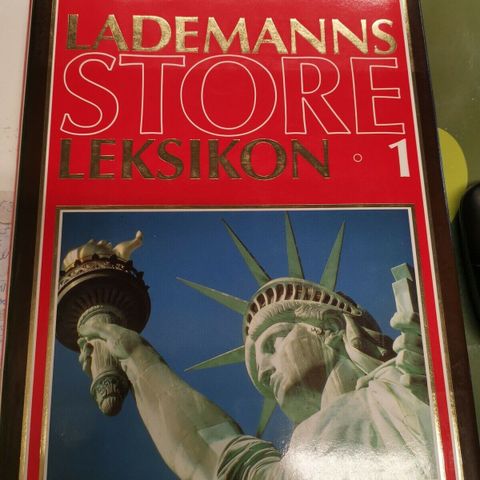 LADEMANNS
STORE
LEKSIKON · 1